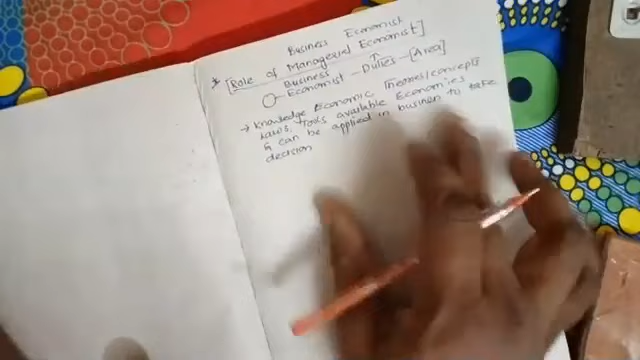 Business Economist
* [Role of Managerial Economist]
Business
Economist - Duties - [Area]
→ Knowledge Economic Theories/concepts
Laws, Tools available Economies
& can be applied in business to take
decision